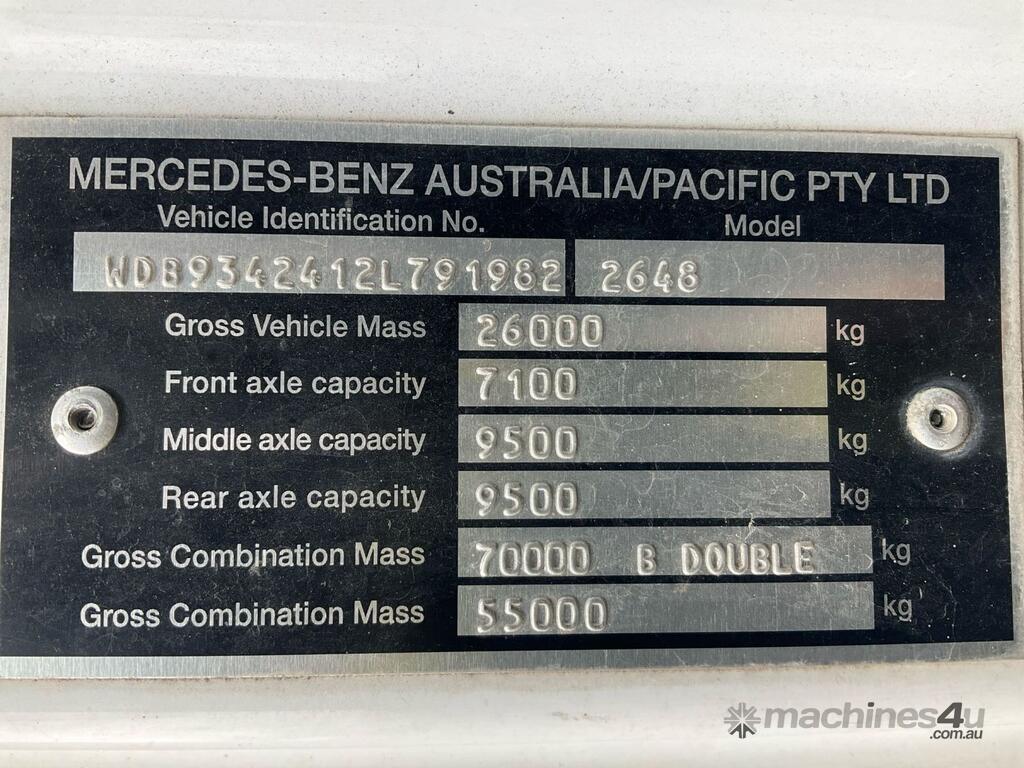 MERCEDES-BENZ AUSTRALIA/PACIFIC PTY LTD
Vehicle Identification No. Model
WDB9342412L791982 2648
Gross Vehicle Mass 26000 kg
Front axle capacity 7100 kg
Middle axle capacity 9500 kg
Rear axle capacity 9500 kg
Gross Combination Mass 70000 B DOUBLE kg
Gross Combination Mass 55000 kg
machines4u
.com.au